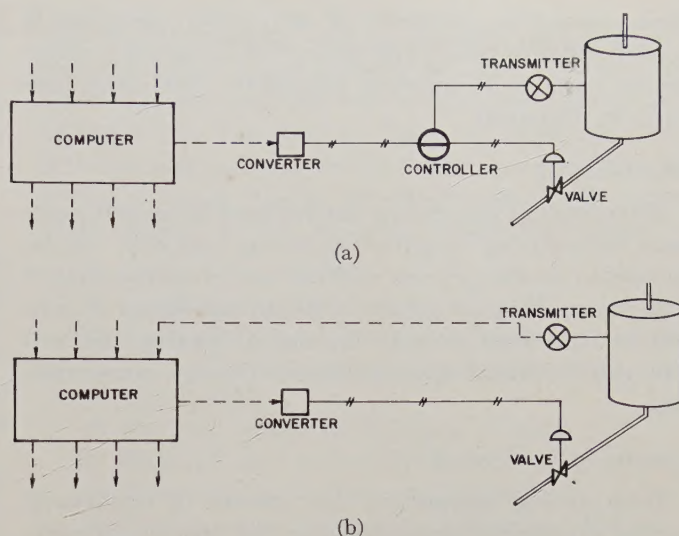 TRANSMITTER
COMPUTER
CONVERTER
CONTROLLER
VALVE
(a)
TRANSMITTER
COMPUTER
CONVERTER
VALVE
(b)